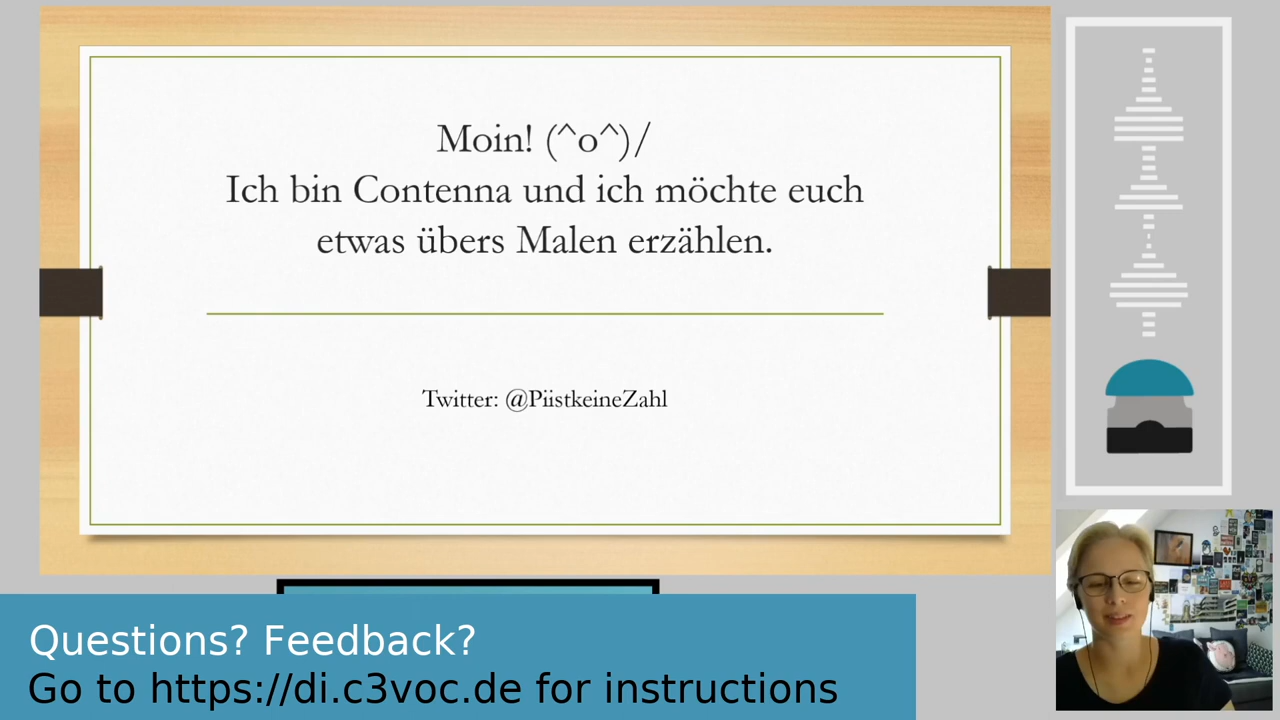 Moin! (^o^)/
Ich bin Contenna und ich möchte euch
etwas übers Malen erzählen.
Twitter: @PiistkeineZahl
Questions? Feedback?
Go to https://di.c3voc.de for instructions